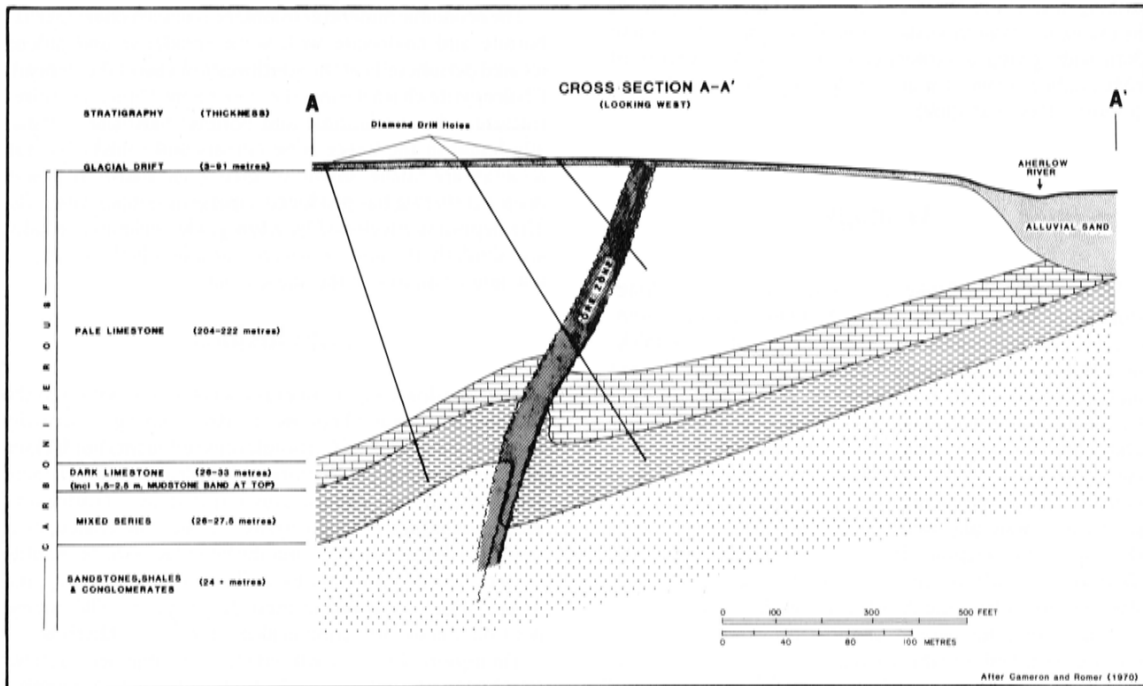 CROSS SECTION A-A'
(LOOKING WEST)
A
A'
STRATIGRAPHY (THICKNESS)
Diamond Drill Holes
GLACIAL DRIFT (3-91 metres)
AHERLOW
RIVER
ALLUVIAL SAND
ORE ZONE
CARBONIFEROUS
PALE LIMESTONE (204-222 metres)
DARK LIMESTONE (26-33 metres)
(incl 1.5-2.5 m. MUDSTONE BAND AT TOP)
MIXED SERIES (26-27.5 metres)
SANDSTONES, SHALES
& CONGLOMERATES (24 + metres)
0 100 300 500 FEET
0 40 80 100 METRES
After Cameron and Romer (1970)